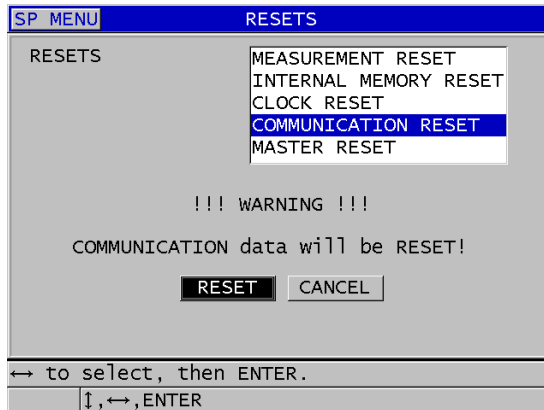 SP MENU RESETS
RESETS
MEASUREMENT RESET
INTERNAL MEMORY RESET
CLOCK RESET
COMMUNICATION RESET
MASTER RESET
!!! WARNING !!!
COMMUNICATION data will be RESET!
RESET CANCEL
↔ to select, then ENTER.
↕,↔,ENTER